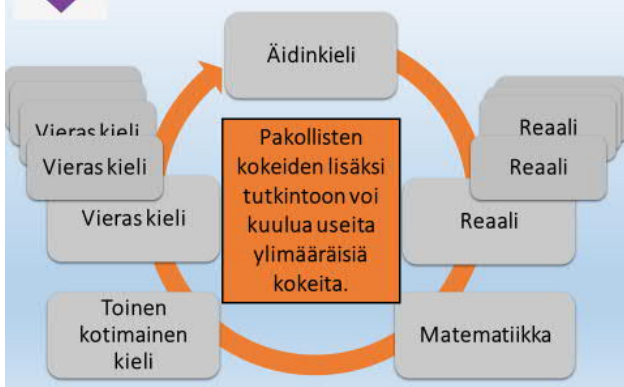 Äidinkieli
Vieras kieli
Vieras kieli
Vieras kieli
Pakollisten
kokeiden lisäksi
tutkintoon voi
kuulua useita
ylimääräisiä
kokeita.
Reaali
Reaali
Reaali
Toinen
kotimainen
kieli
Matematiikka